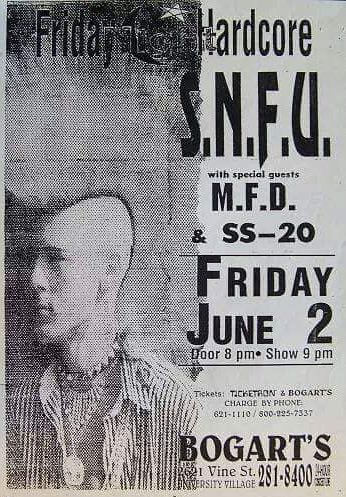 Friday Night Hardcore
S.N.F.U.
with special guests
M.F.D.
& SS–20
FRIDAY
JUNE 2
Door 8 pm • Show 9 pm
Tickets: TICKETRON & BOGART'S
CHARGE BY PHONE:
621-1110 / 800-225-7337
BOGART'S
2621 Vine St. 281-8400
UNIVERSITY VILLAGE